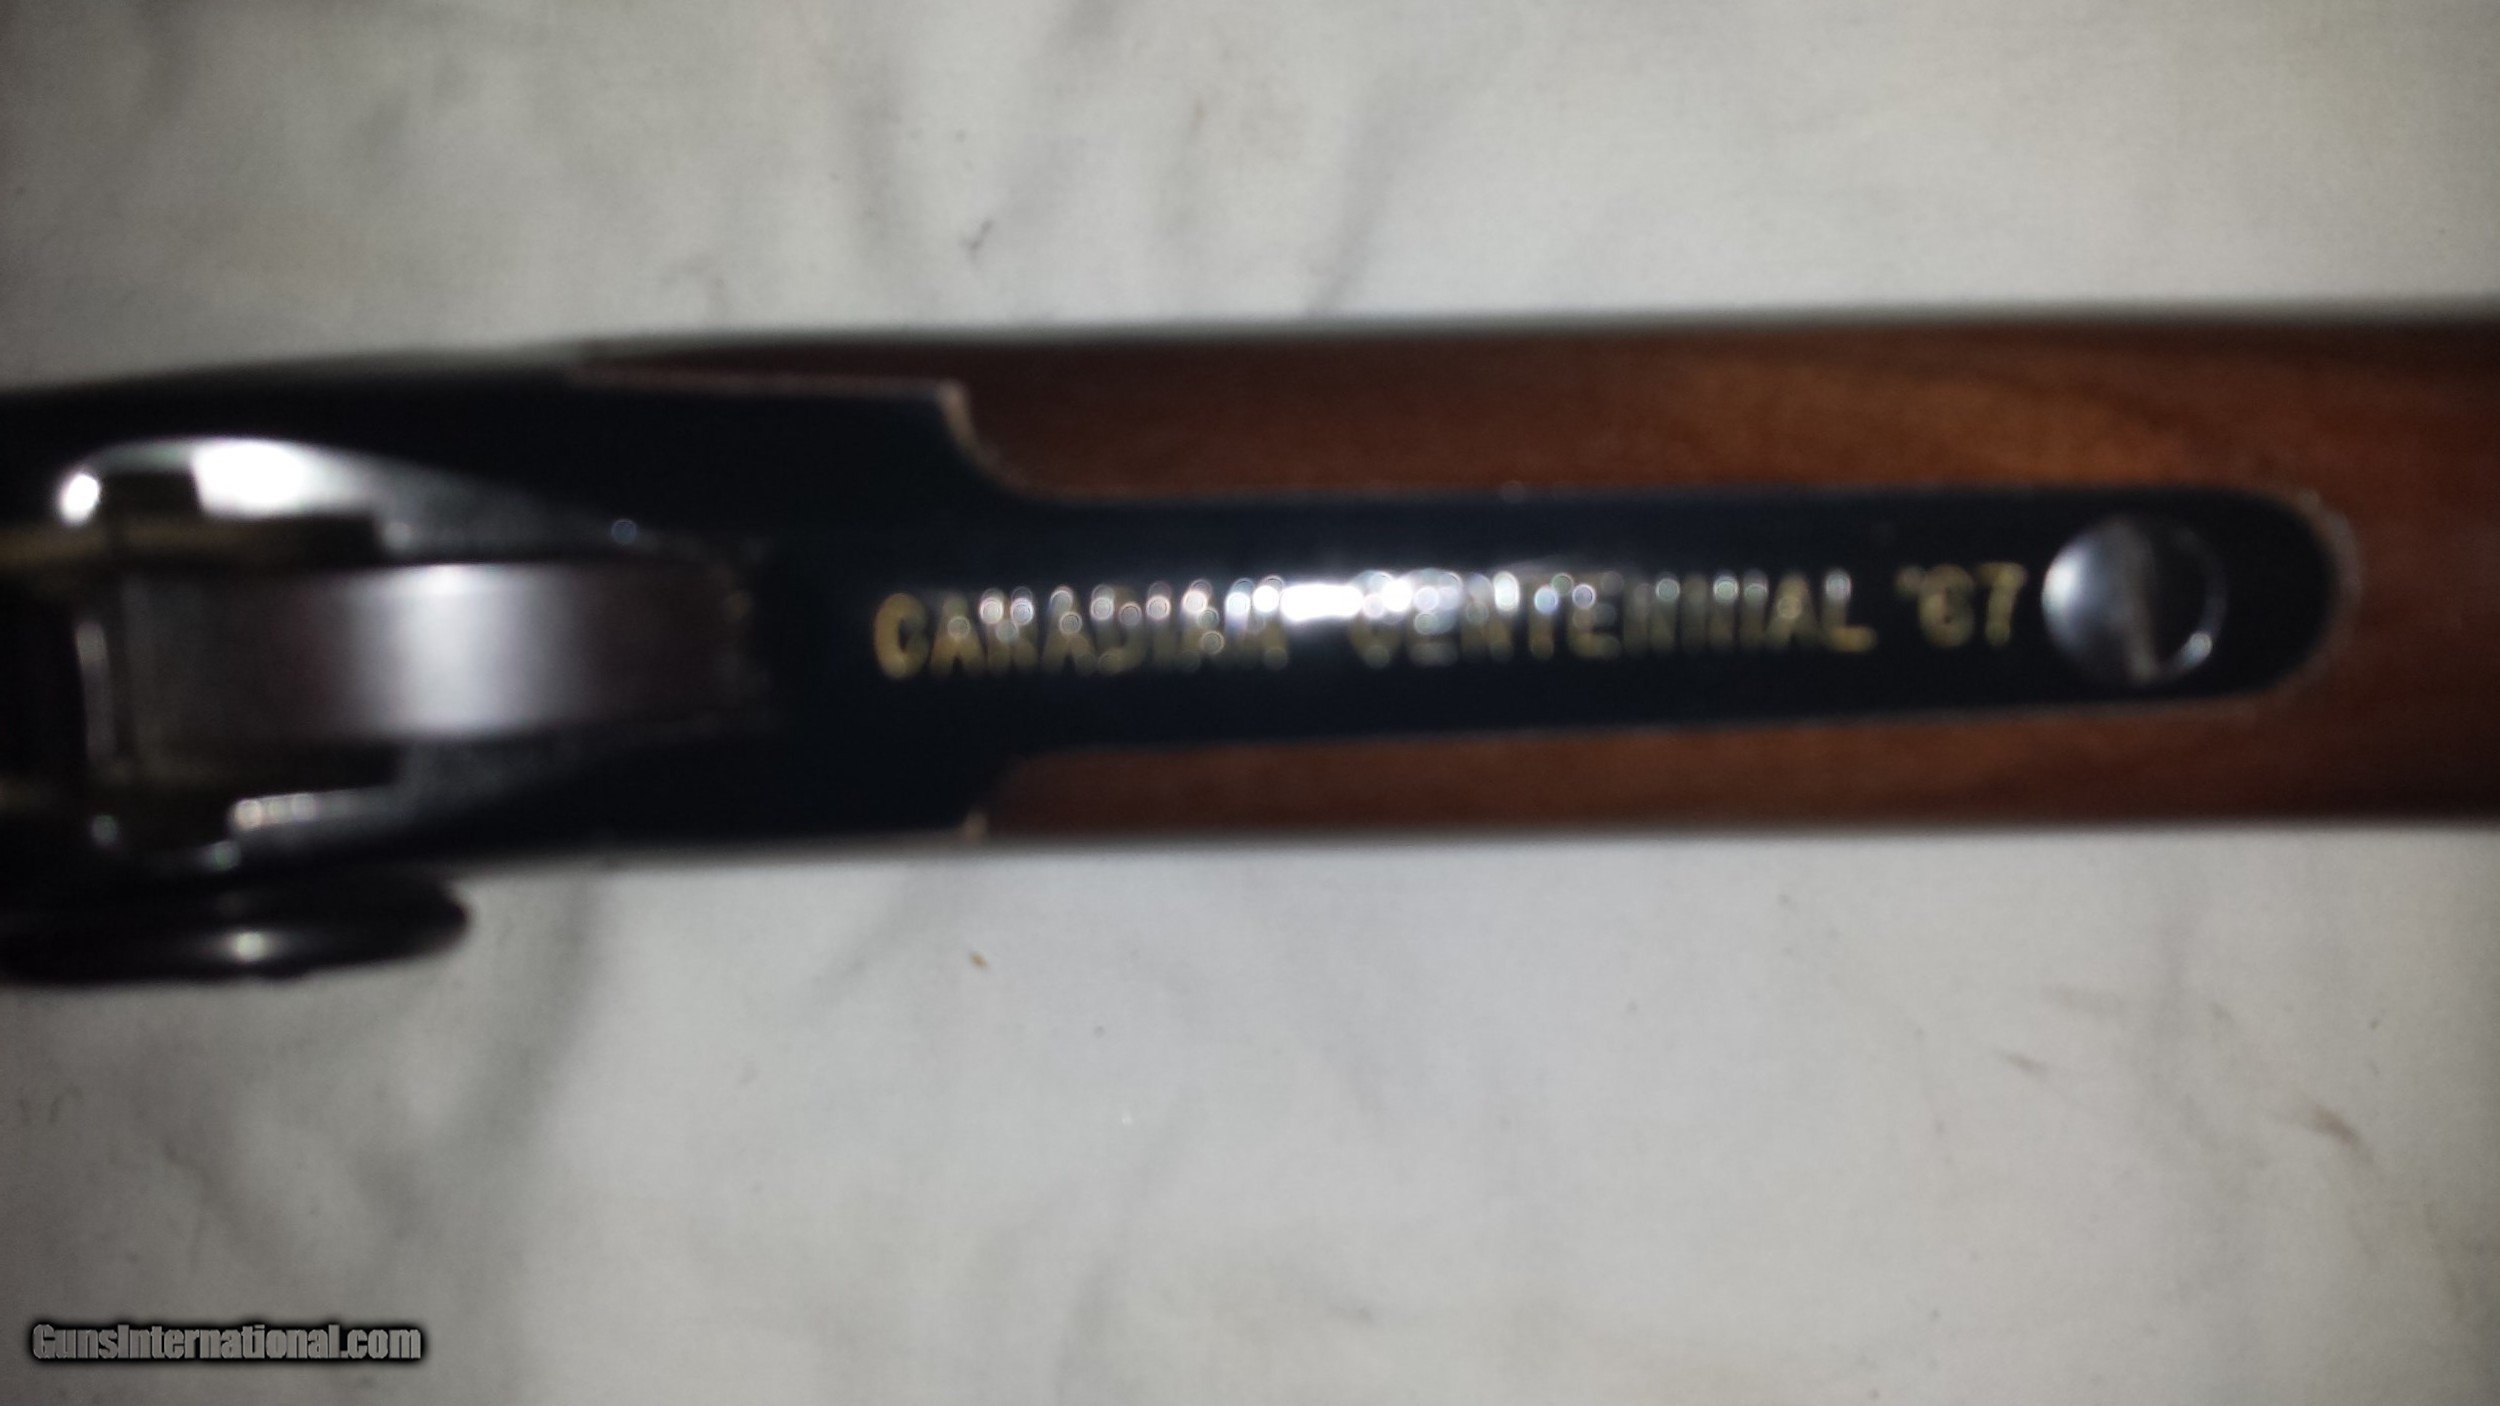 CANADIAN CENTENNIAL '67
GunsInternational.com